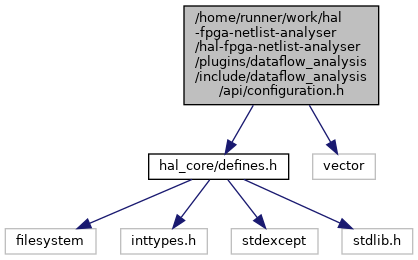 /home/runner/work/hal
-fpga-netlist-analyser
/hal-fpga-netlist-analyser
/plugins/dataflow_analysis
/include/dataflow_analysis
/api/configuration.h
hal_core/defines.h
vector
filesystem
inttypes.h
stdexcept
stdlib.h